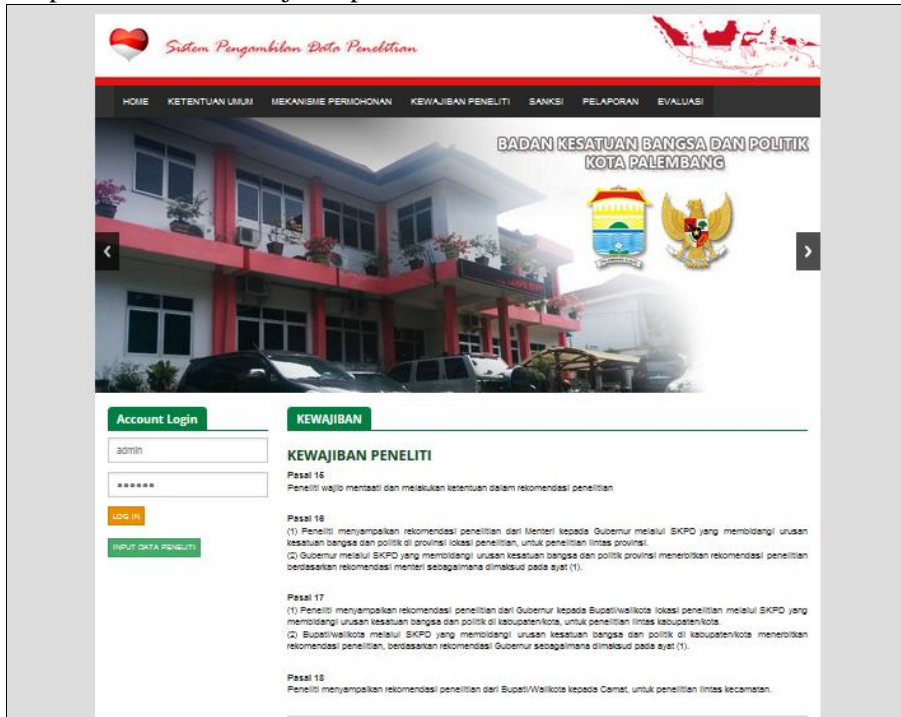 Sistem Pengambilan Data Penelitian
HOME KETENTUAN UMUM MEKANISME PERMOHONAN KEWAJIBAN PENELITI SANKSI PELAPORAN EVALUASI
BADAN KESATUAN BANGSA DAN POLITIK
KOTA PALEMBANG
Account Login
admin
LOG IN
INPUT DATA PENELITI
KEWAJIBAN
KEWAJIBAN PENELITI
Pasal 15
Peneliti wajib mentaati dan melakukan ketentuan dalam rekomendasi penelitian
Pasal 16
(1) Peneliti menyampaikan rekomendasi penelitian dari Menteri kepada Gubernur melalui SKPD yang membidangi urusan
kesatuan bangsa dan politik di provinsi lokasi penelitian, untuk penelitian lintas provinsi.
(2) Gubernur melalui SKPD yang membidangi urusan kesatuan bangsa dan politik provinsi menerbitkan rekomendasi penelitian
berdasarkan rekomendasi menteri sebagaimana dimaksud pada ayat (1).
Pasal 17
(1) Peneliti menyampaikan rekomendasi penelitian dari Gubernur kepada Bupati/walikota lokasi penelitian melalui SKPD yang
membidangi urusan kesatuan bangsa dan politik di kabupaten/kota, untuk penelitian lintas kabupaten/kota.
(2) Bupati/walikota melalui SKPD yang membidangi urusan kesatuan bangsa dan politik di kabupaten/kota menerbitkan
rekomendasi penelitian, berdasarkan rekomendasi Gubernur sebagaimana dimaksud pada ayat (1).
Pasal 18
Peneliti menyampaikan rekomendasi penelitian dari Bupati/Walikota kepada Camat, untuk penelitian lintas kecamatan.